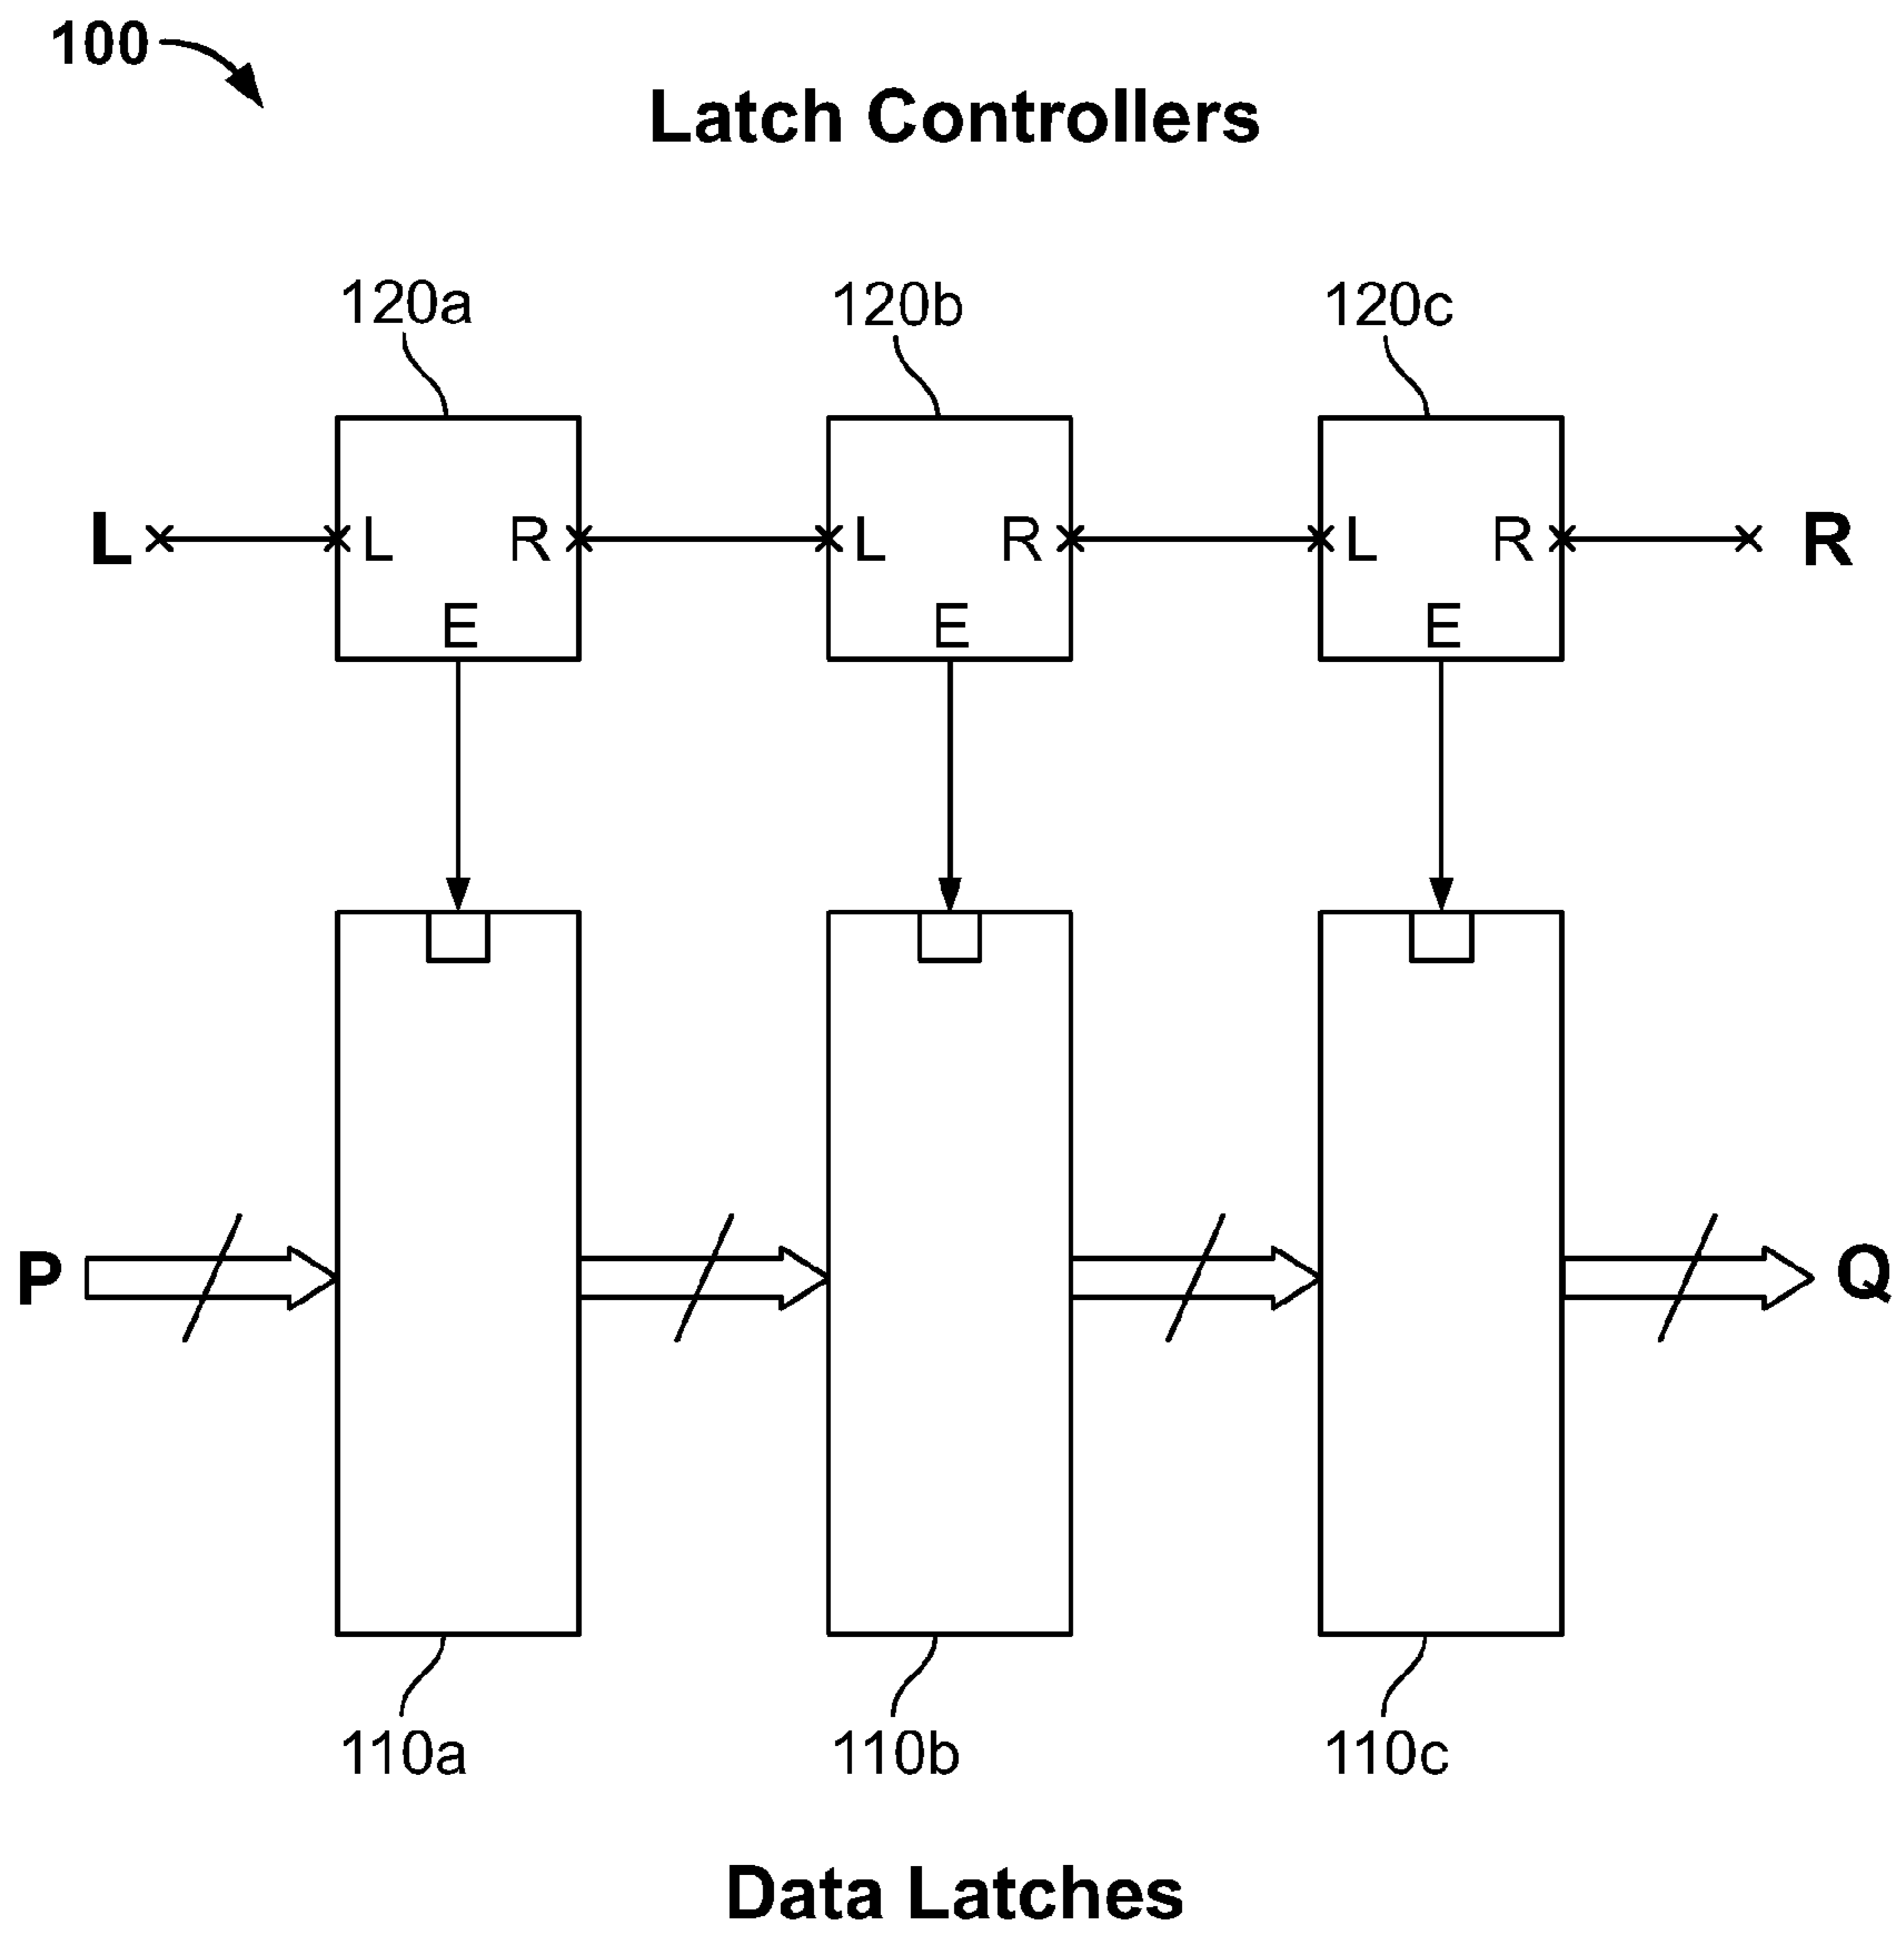 100
Latch Controllers
120a 120b 120c
L L R L R L R R
E E E
P Q
110a 110b 110c
Data Latches